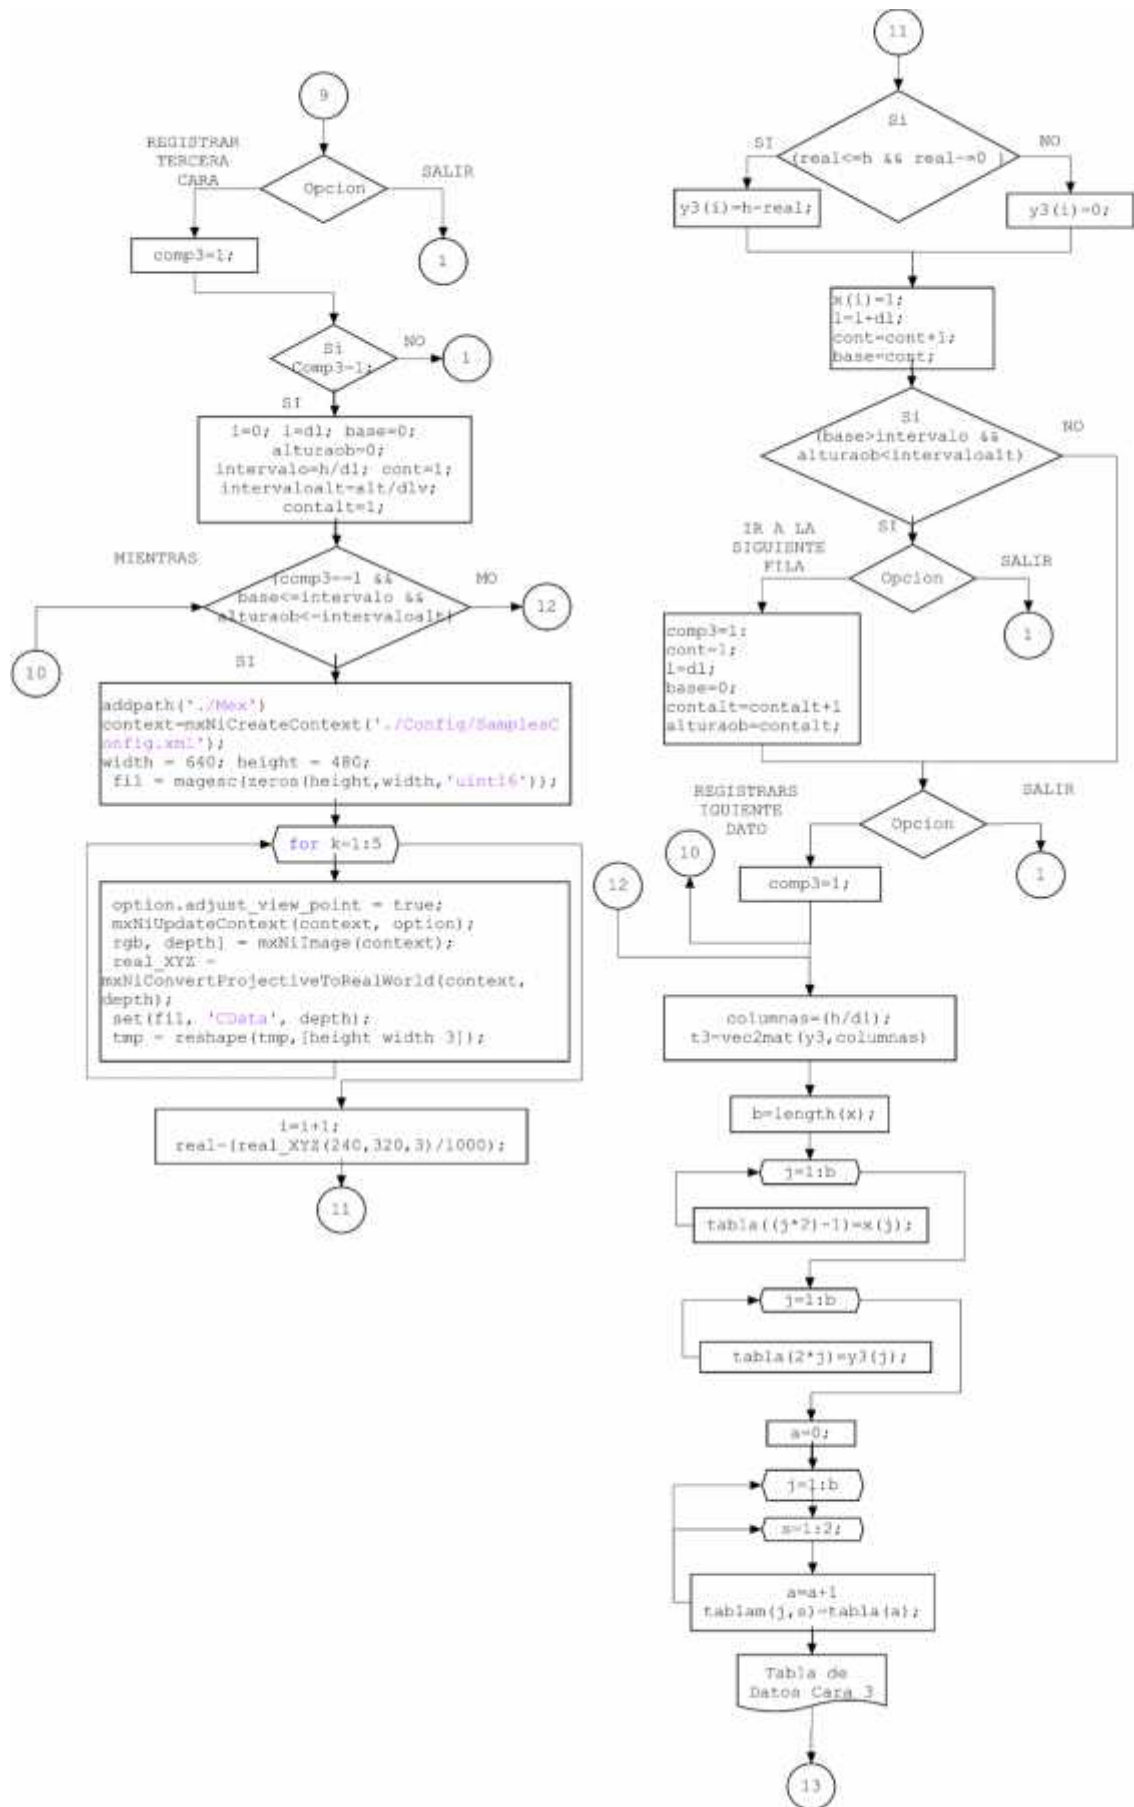 9
REGISTRAR
TERCERA
CARA
SALIR
Opcion
comp3=1;
1
Si
Comp3=1;
NO
1
SI
i=0; l=dl; base=0;
alturaob=0;
intervalo=h/dl; cont=1;
intervaloalt=alt/dlv;
contalt=1;
MIENTRAS
(comp3==1 &&
base<=intervalo &&
alturaob<=intervaloalt)
MO
12
10
SI
addpath('./Mex')
context=mxNiCreateContext('./Config/SamplesC
onfig.xml');
width = 640; height = 480;
fil = magesc(zeros(height,width,'uint16'));
for k=1:5
option.adjust_view_point = true;
mxNiUpdateContext(context, option);
rgb, depth] = mxNiImage(context);
real_XYZ =
mxNiConvertProjectiveToRealWorld(context,
depth);
set(fil, 'CData', depth);
tmp = reshape(tmp,[height width 3]);
i=i+1;
real=(real_XYZ(240,320,3)/1000);
11
11
Si
(real<=h && real~=0 )
SI
NO
y3(i)=h-real;
y3(i)=0;
x(i)=l;
l=l+dl;
cont=cont+1;
base=cont;
Si
(base>intervalo &&
alturaob<intervaloalt)
NO
SI
IR A LA
SIGUIENTE
FILA
Opcion
SALIR
1
comp3=1;
cont=1;
l=dl;
base=0;
contalt=contalt+1
alturaob=contalt;
REGISTRARS
IGUIENTE
DATO
Opcion
SALIR
1
10
comp3=1;
12
columnas=(h/dl);
t3=vec2mat(y3,columnas)
b=length(x);
j=1:b
tabla((j*2)-1)=x(j);
j=1:b
tabla(2*j)=y3(j);
a=0;
j=1:b
s=1:2;
a=a+1
tablam(j,s)=tabla(a);
Tabla de
Datos Cara 3
13